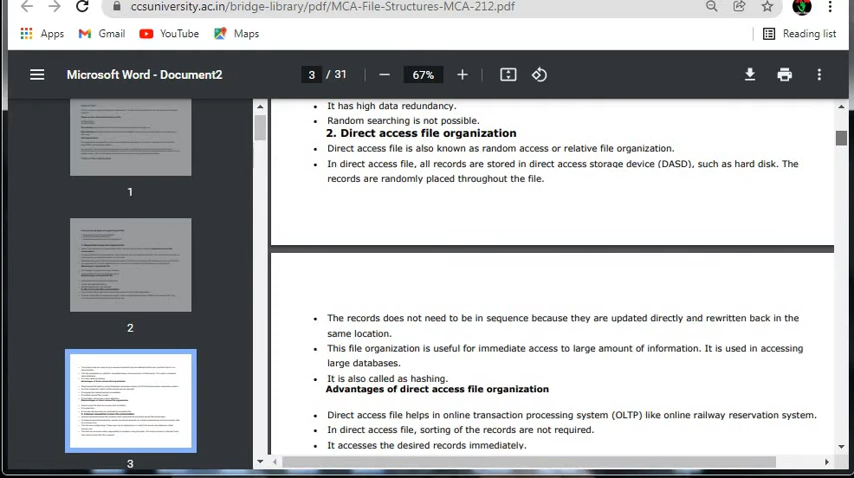 ccsuniversity.ac.in/bridge-library/pdf/MCA-File-Structures-MCA-212.pdf
Apps Gmail YouTube Maps Reading list
Microsoft Word - Document2 3 / 31 67%
1
2
3
• It has high data redundancy.
• Random searching is not possible.
2. Direct access file organization
• Direct access file is also known as random access or relative file organization.
• In direct access file, all records are stored in direct access storage device (DASD), such as hard disk. The
records are randomly placed throughout the file.
• The records does not need to be in sequence because they are updated directly and rewritten back in the
same location.
• This file organization is useful for immediate access to large amount of information. It is used in accessing
large databases.
• It is also called as hashing.
Advantages of direct access file organization
• Direct access file helps in online transaction processing system (OLTP) like online railway reservation system.
• In direct access file, sorting of the records are not required.
• It accesses the desired records immediately.